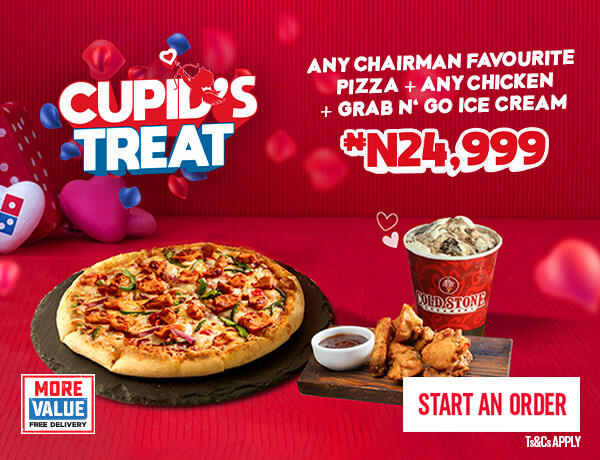 CUPID'S
TREAT
ANY CHAIRMAN FAVOURITE
PIZZA + ANY CHICKEN
+ GRAB N' GO ICE CREAM
₦N24,999
COLD STONE
CREAMERY
MORE
VALUE
FREE DELIVERY
START AN ORDER
Ts&Cs APPLY